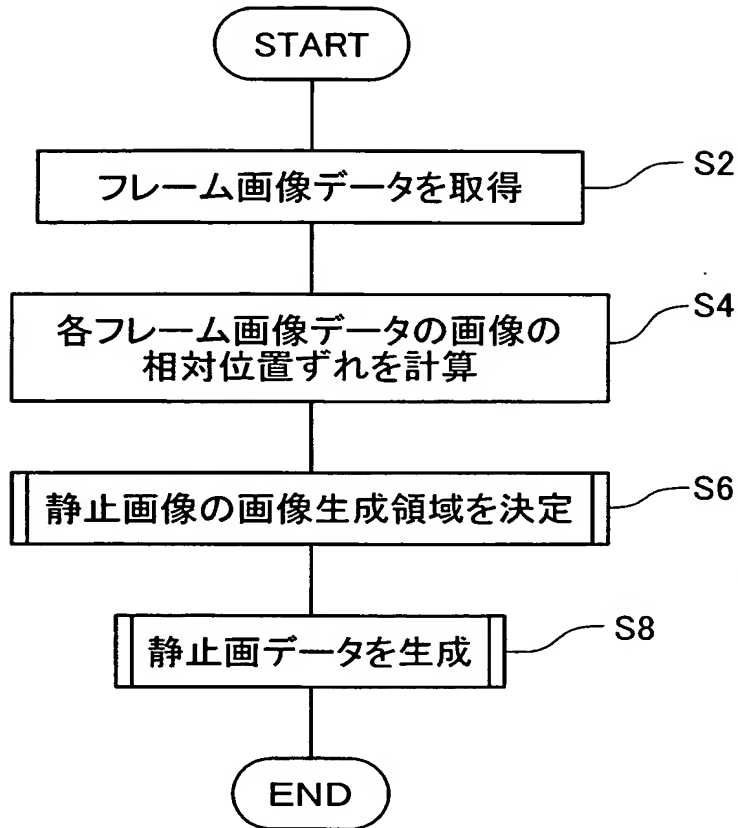 START
フレーム画像データを取得
S2
各フレーム画像データの画像の
相対位置ずれを計算
S4
静止画像の画像生成領域を決定
S6
静止画データを生成
S8
END